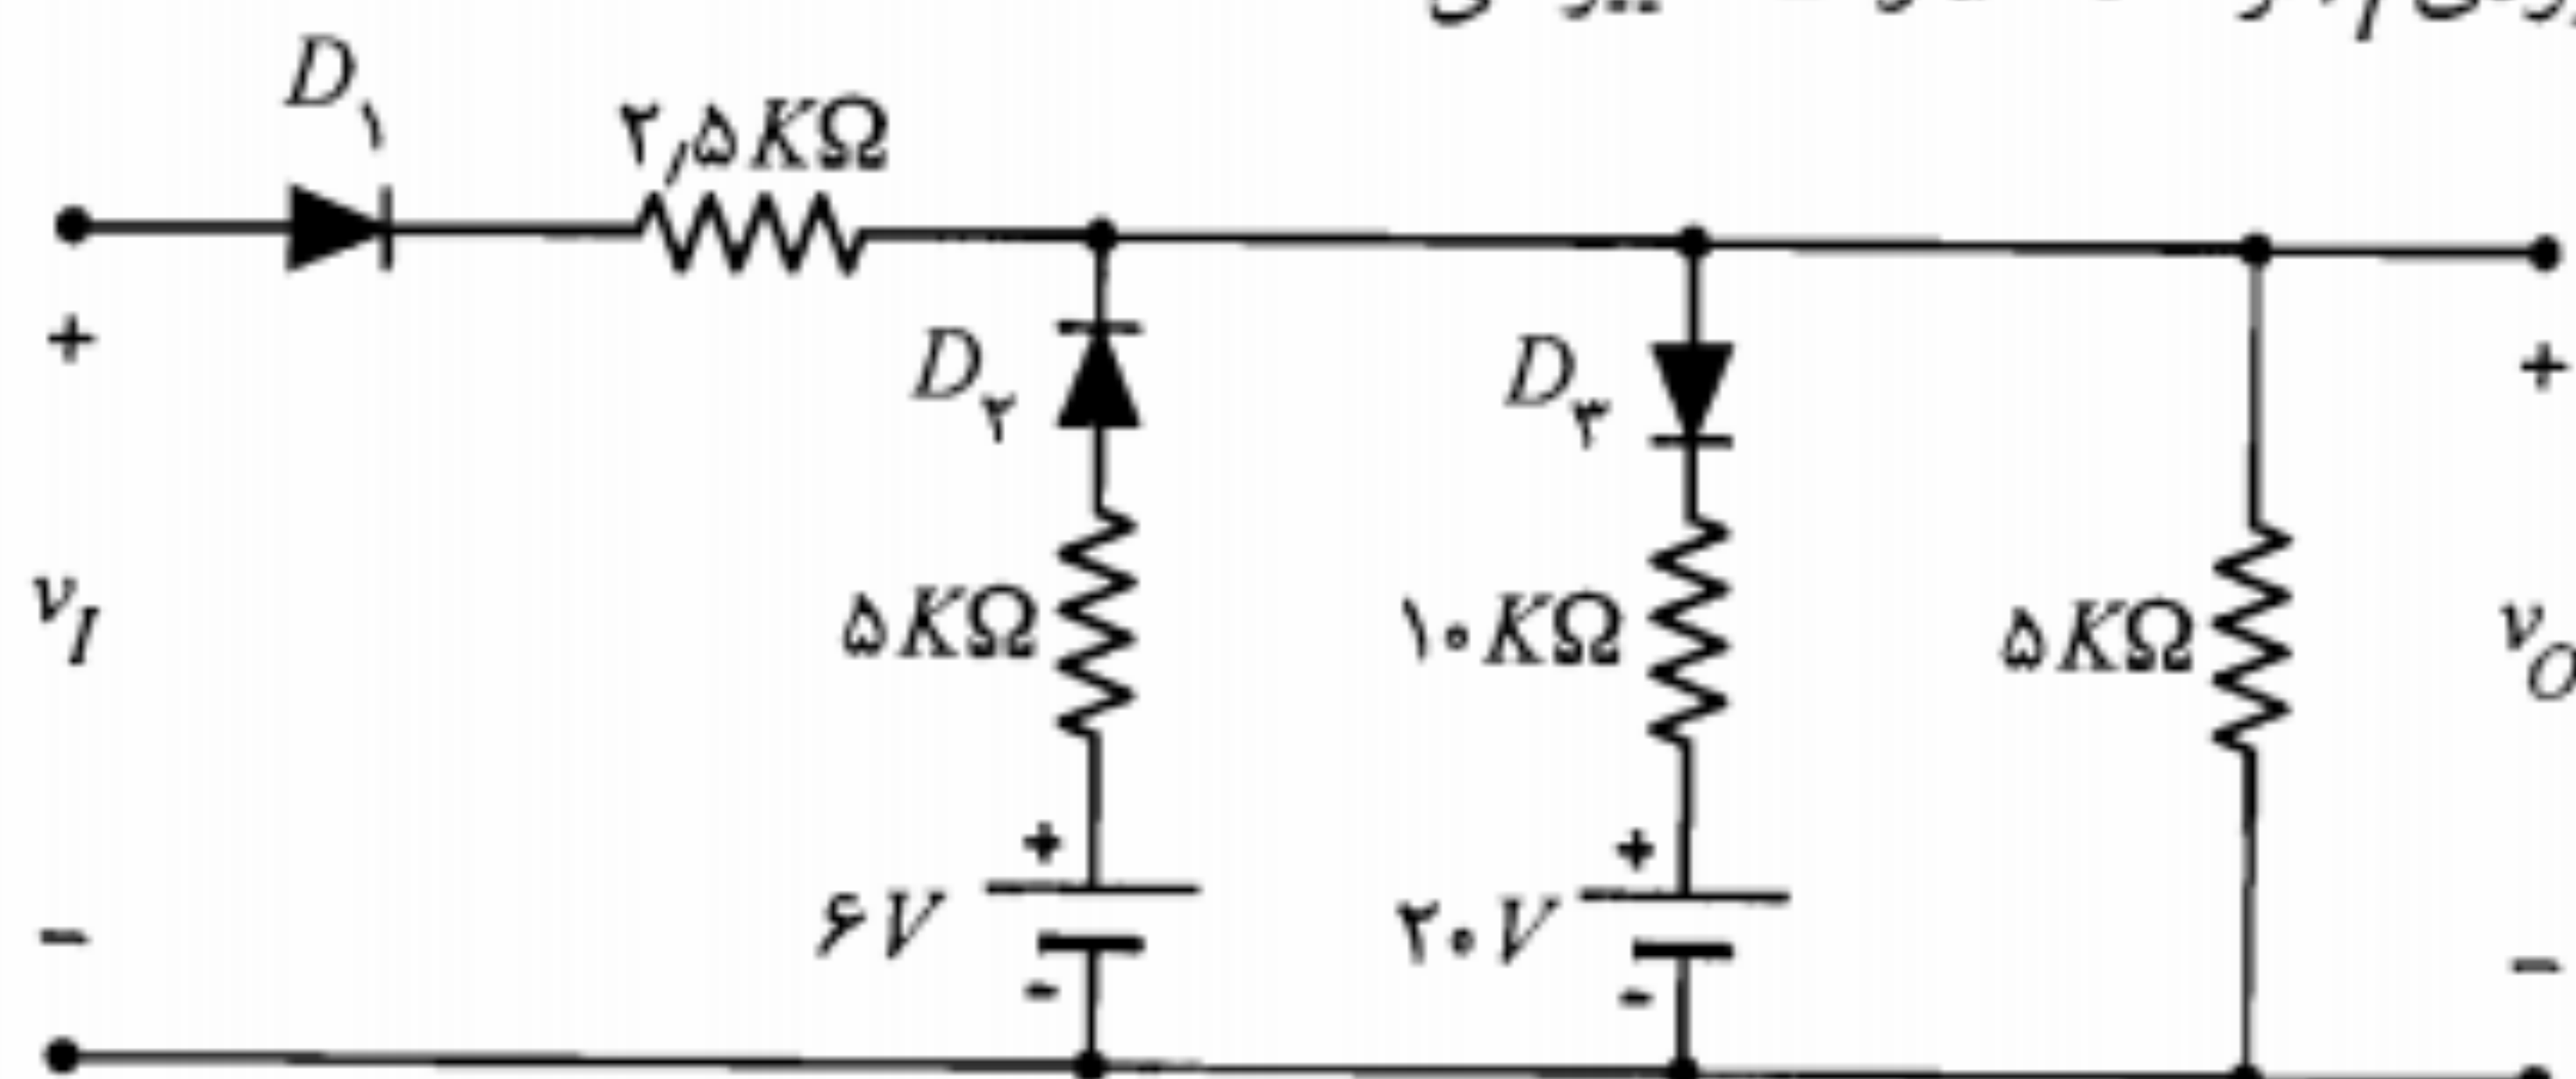 D۱
۲٫۵KΩ
+ D۲ D۳ +
vI ۵KΩ ۱۰KΩ ۵KΩ vO
+ +
۶V ۲۰V
- - - -